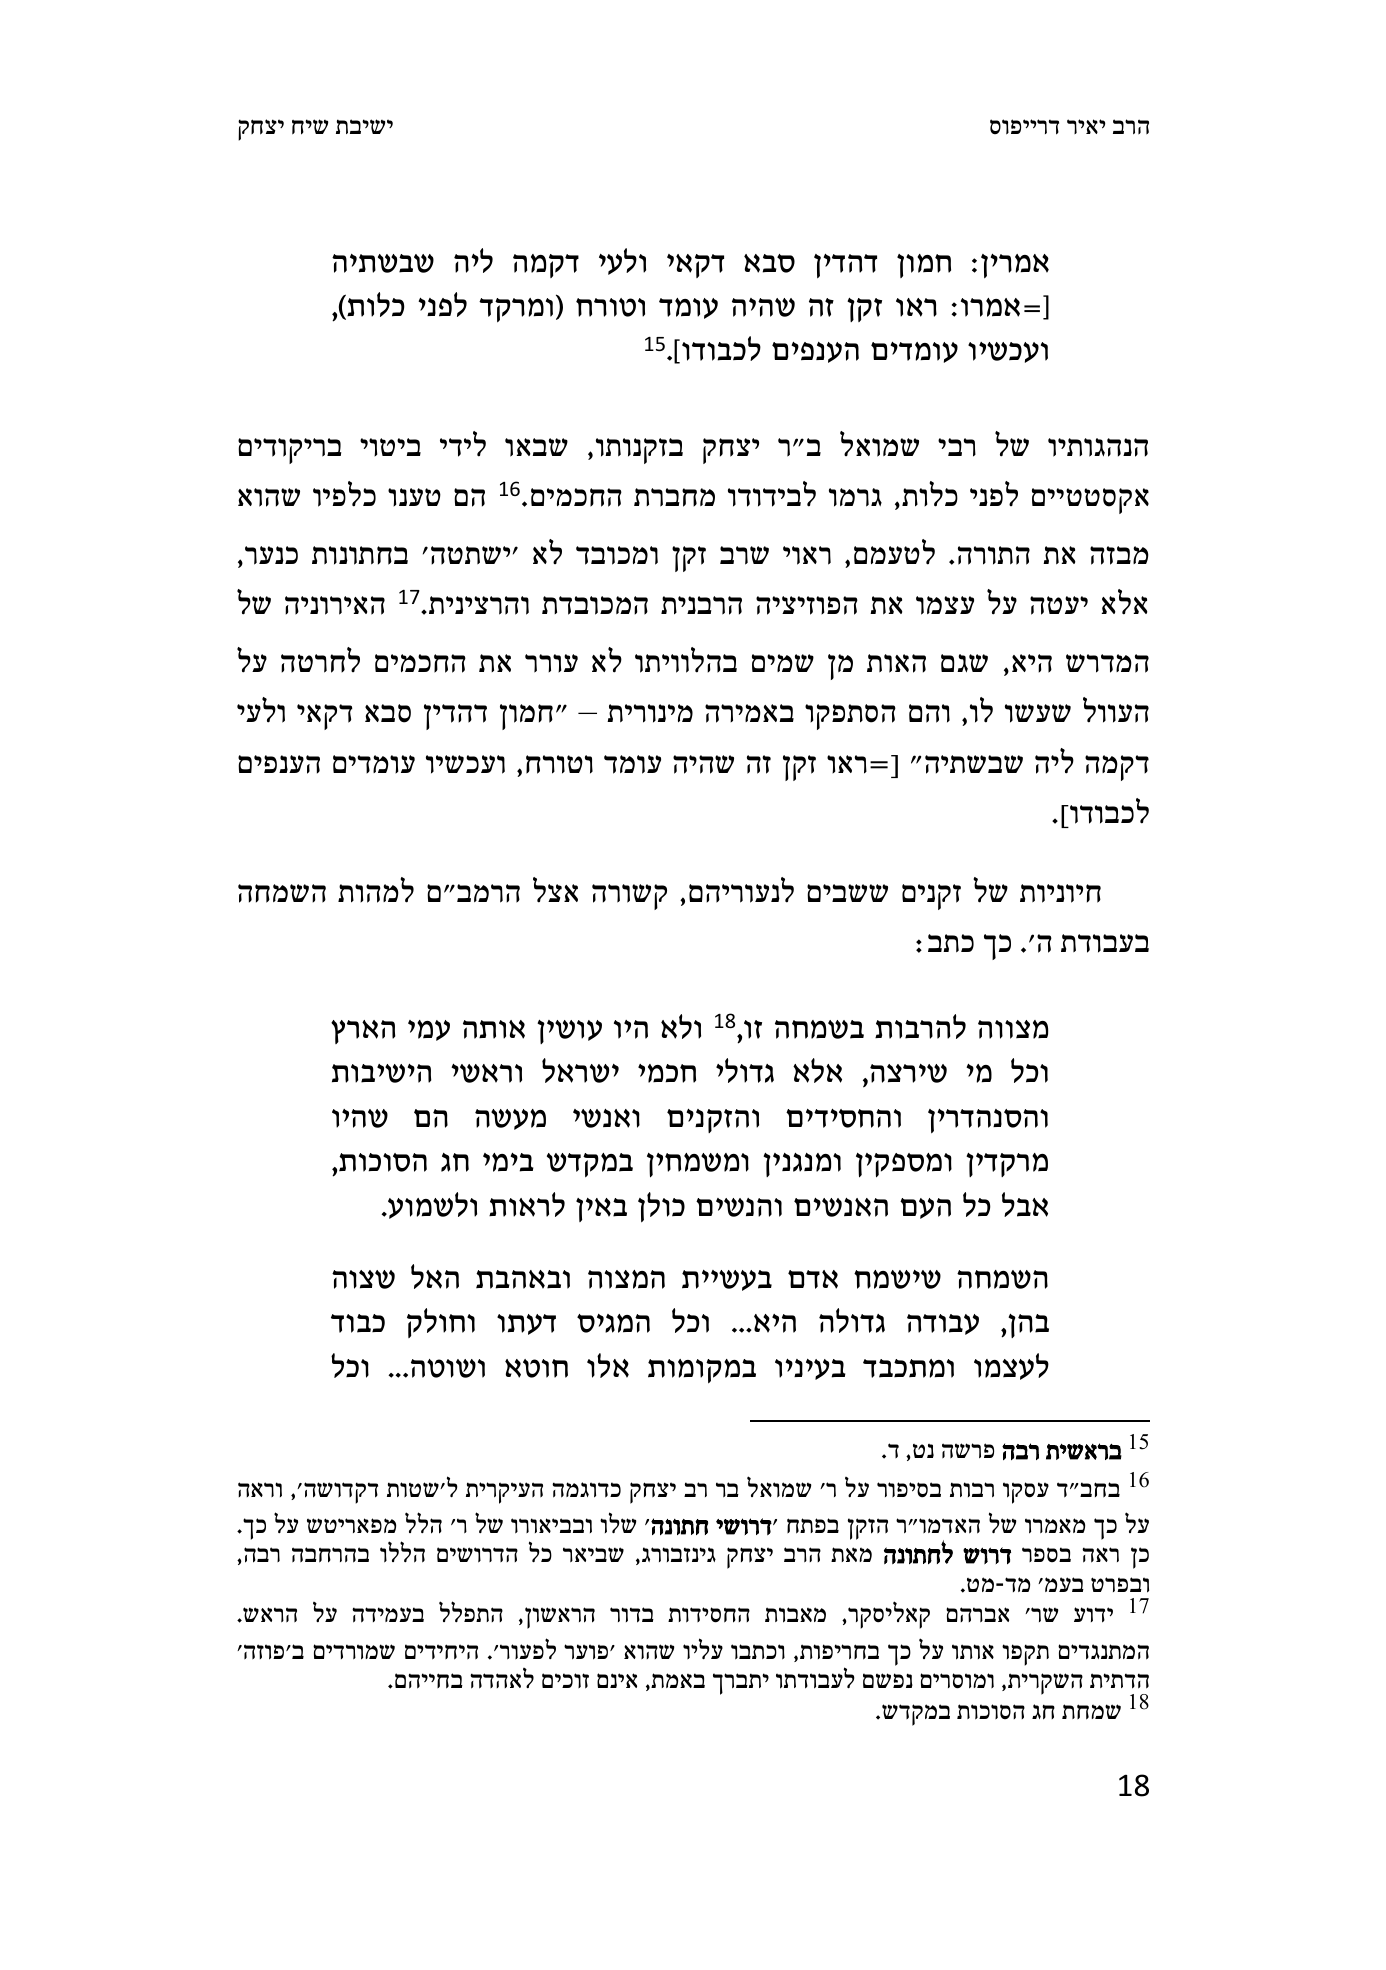 הרב יאיר דרייפוס ישיבת שיח יצחק
אמרין: חמון דהדין סבא דקאי ולעי דקמה ליה שבשתיה
[=אמרו: ראו זקן זה שהיה עומד וטורח (ומרקד לפני כלות),
ועכשיו עומדים הענפים לכבודו].15
הנהגותיו של רבי שמואל ב״ר יצחק בזקנותו, שבאו לידי ביטוי בריקודים
אקסטטיים לפני כלות, גרמו לבידודו מחברת החכמים.16 הם טענו כלפיו שהוא
מבזה את התורה. לטעמם, ראוי שרב זקן ומכובד לא ׳ישתטה׳ בחתונות כנער,
אלא יעטה על עצמו את הפוזיציה הרבנית המכובדת והרצינית.17 האירוניה של
המדרש היא, שגם האות מן שמים בהלוויתו לא עורר את החכמים לחרטה על
העוול שעשו לו, והם הסתפקו באמירה מינורית – ״חמון דהדין סבא דקאי ולעי
דקמה ליה שבשתיה״ [=ראו זקן זה שהיה עומד וטורח, ועכשיו עומדים הענפים
לכבודו].
חיוניות של זקנים ששבים לנעוריהם, קשורה אצל הרמב״ם למהות השמחה
בעבודת ה׳. כך כתב:
מצווה להרבות בשמחה זו,18 ולא היו עושין אותה עמי הארץ
וכל מי שירצה, אלא גדולי חכמי ישראל וראשי הישיבות
והסנהדרין והחסידים והזקנים ואנשי מעשה הם שהיו
מרקדין ומספקין ומנגנין ומשמחין במקדש בימי חג הסוכות,
אבל כל העם האנשים והנשים כולן באין לראות ולשמוע.
השמחה שישמח אדם בעשיית המצוה ובאהבת האל שצוה
בהן, עבודה גדולה היא... וכל המגיס דעתו וחולק כבוד
לעצמו ומתכבד בעיניו במקומות אלו חוטא ושוטה... וכל
15 בראשית רבה פרשה נט, ד.
16 בחב״ד עסקו רבות בסיפור על ר׳ שמואל בר רב יצחק כדוגמה העיקרית ל׳שטות דקדושה׳, וראה
על כך מאמרו של האדמו״ר הזקן בפתח ׳דרושי חתונה׳ שלו ובביאורו של ר׳ הלל מפאריטש על כך.
כן ראה בספר דרוש לחתונה מאת הרב יצחק גינזבורג, שביאר כל הדרושים הללו בהרחבה רבה,
ובפרט בעמ׳ מד-מט.
17 ידוע שר׳ אברהם קאליסקר, מאבות החסידות בדור הראשון, התפלל בעמידה על הראש.
המתנגדים תקפו אותו על כך בחריפות, וכתבו עליו שהוא ׳פוער לפעור׳. היחידים שמורדים ב׳פוזה׳
הדתית השקרית, ומוסרים נפשם לעבודתו יתברך באמת, אינם זוכים לאהדה בחייהם.
18 שמחת חג הסוכות במקדש.
18